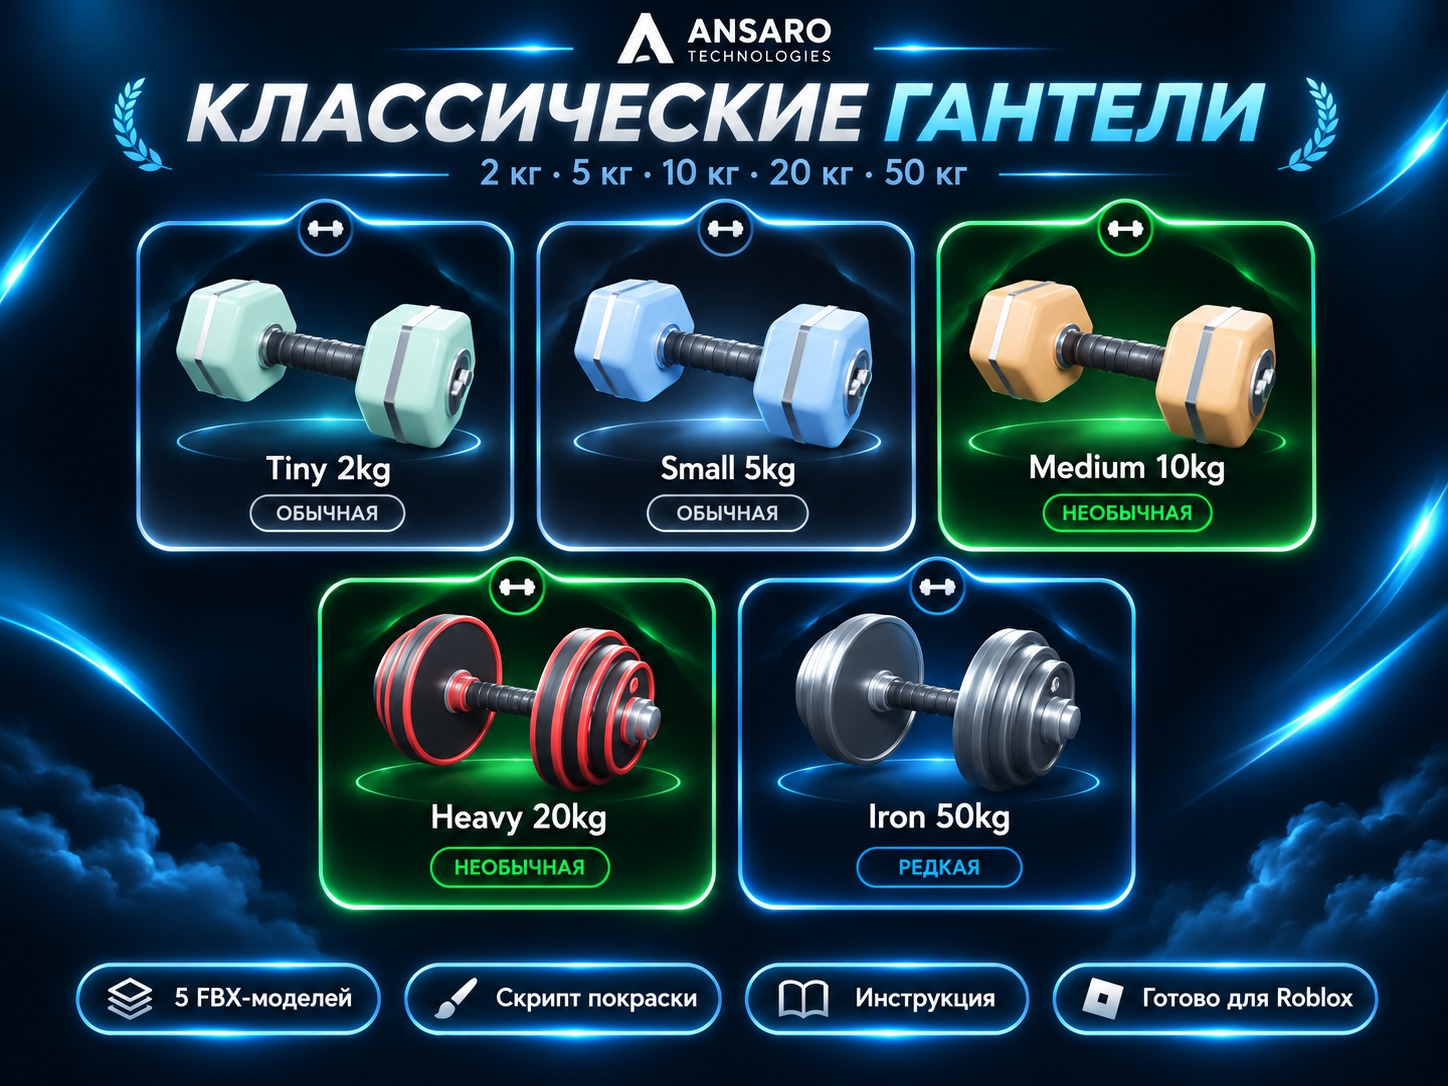 ANSARO
TECHNOLOGIES
КЛАССИЧЕСКИЕ ГАНТЕЛИ
2 кг · 5 кг · 10 кг · 20 кг · 50 кг
Tiny 2kg
ОБЫЧНАЯ
Small 5kg
ОБЫЧНАЯ
Medium 10kg
НЕОБЫЧНАЯ
Heavy 20kg
НЕОБЫЧНАЯ
Iron 50kg
РЕДКАЯ
5 FBX-моделей
Скрипт покраски
Инструкция
Готово для Roblox